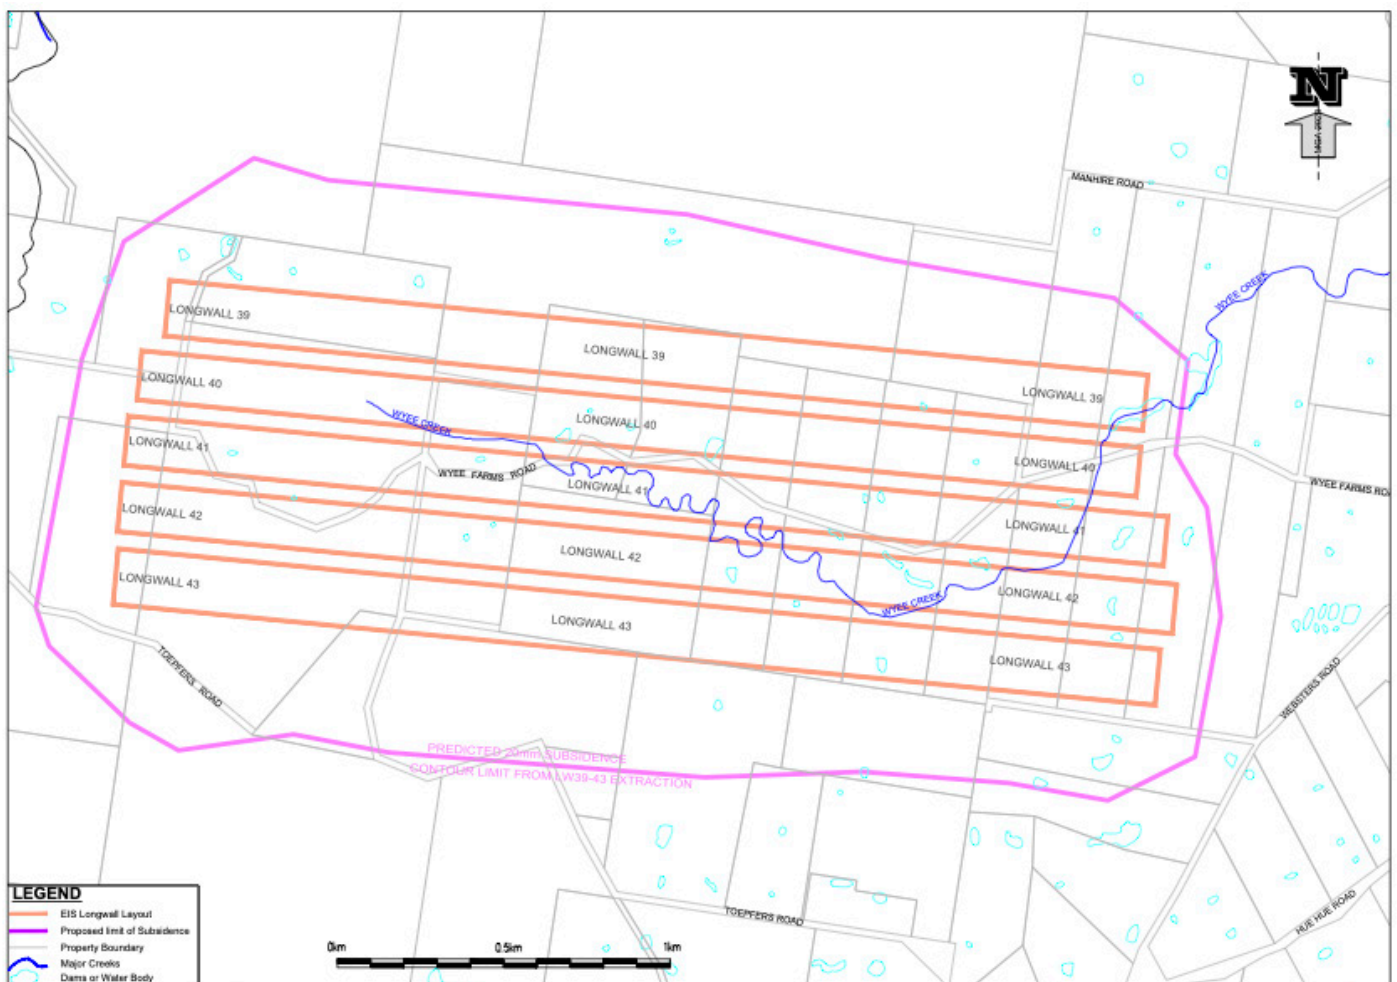 N
MANHIRE ROAD
WYEE CREEK
LONGWALL 39
LONGWALL 39
LONGWALL 39
LONGWALL 40
LONGWALL 40
LONGWALL 40
WYEE CREEK
WYEE FARMS ROAD
WYEE FARMS
LONGWALL 41
LONGWALL 41
LONGWALL 41
LONGWALL 42
LONGWALL 42
LONGWALL 42
WYEE CREEK
LONGWALL 43
LONGWALL 43
LONGWALL 43
TOEPFERS ROAD
WEBSTERS ROAD
PREDICTED 20mm SUBSIDENCE
CONTOUR LIMIT FROM LW39-43 EXTRACTION
TOEPFERS ROAD
HUE HUE ROAD
0km 0.5km 1km
LEGEND
EIS Longwall Layout
Proposed limit of Subsidence
Property Boundary
Major Creeks
Dams or Water Body